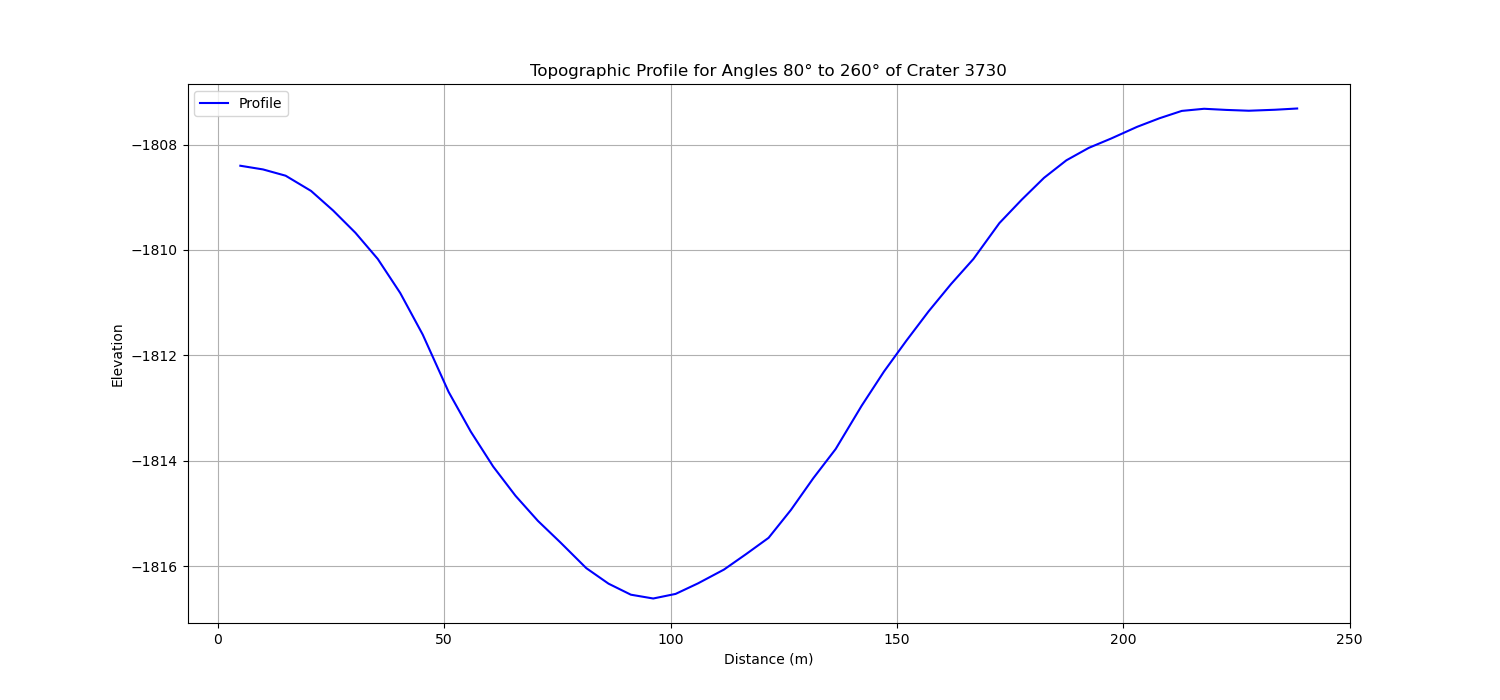 Topographic Profile for Angles 80° to 260° of Crater 3730
Profile
−1808
−1810
−1812
−1814
−1816
Elevation
0 50 100 150 200 250
Distance (m)